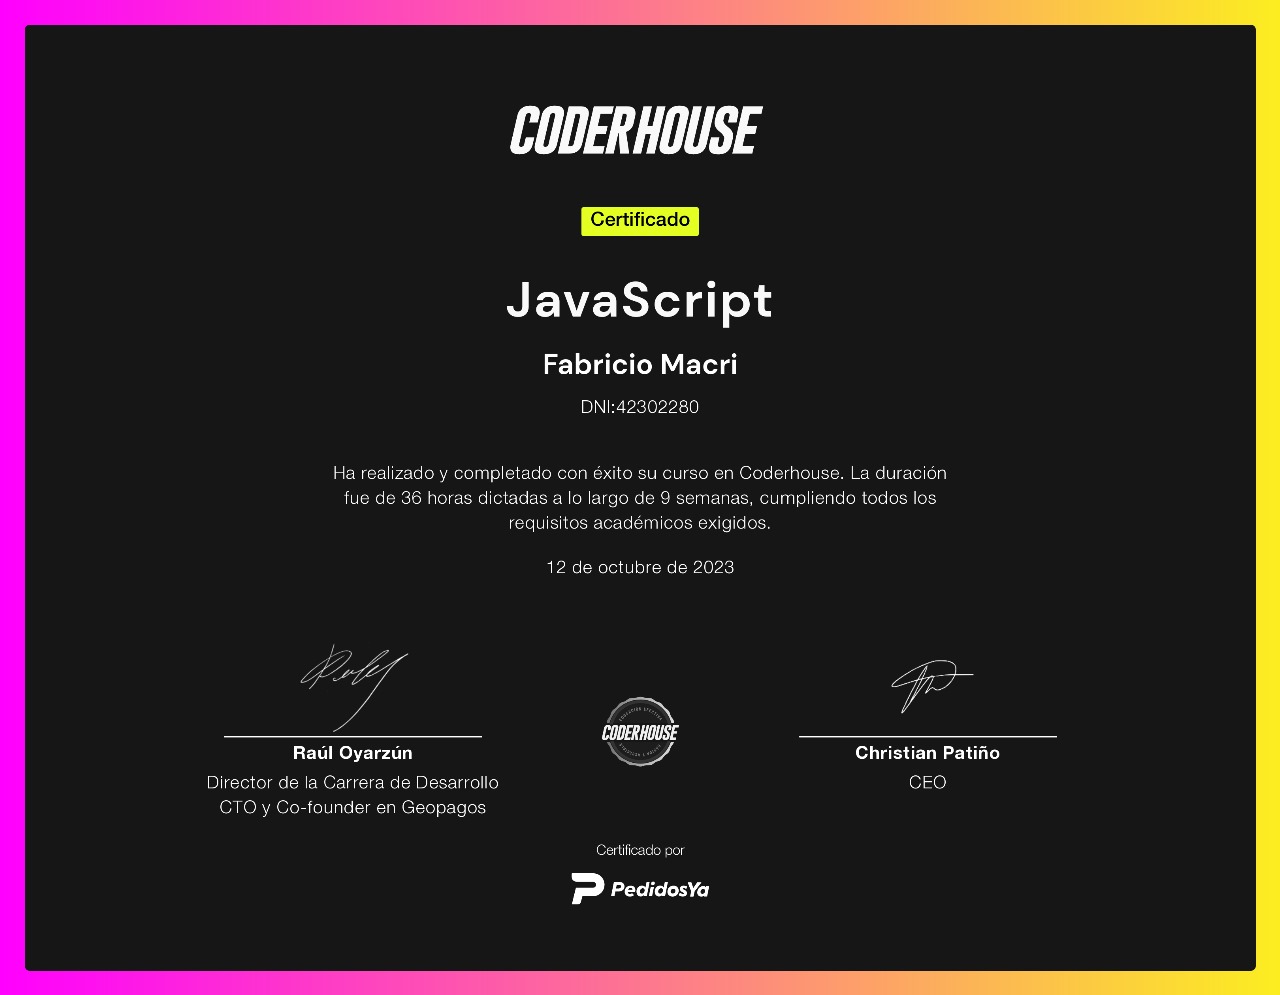 CODERHOUSE
Certificado
JavaScript
Fabricio Macri
DNI:42302280
Ha realizado y completado con éxito su curso en Coderhouse. La duración
fue de 36 horas dictadas a lo largo de 9 semanas, cumpliendo todos los
requisitos académicos exigidos.
12 de octubre de 2023
CODERHOUSE
Raúl Oyarzún
Director de la Carrera de Desarrollo
CTO y Co-founder en Geopagos
Christian Patiño
CEO
Certificado por
PedidosYa